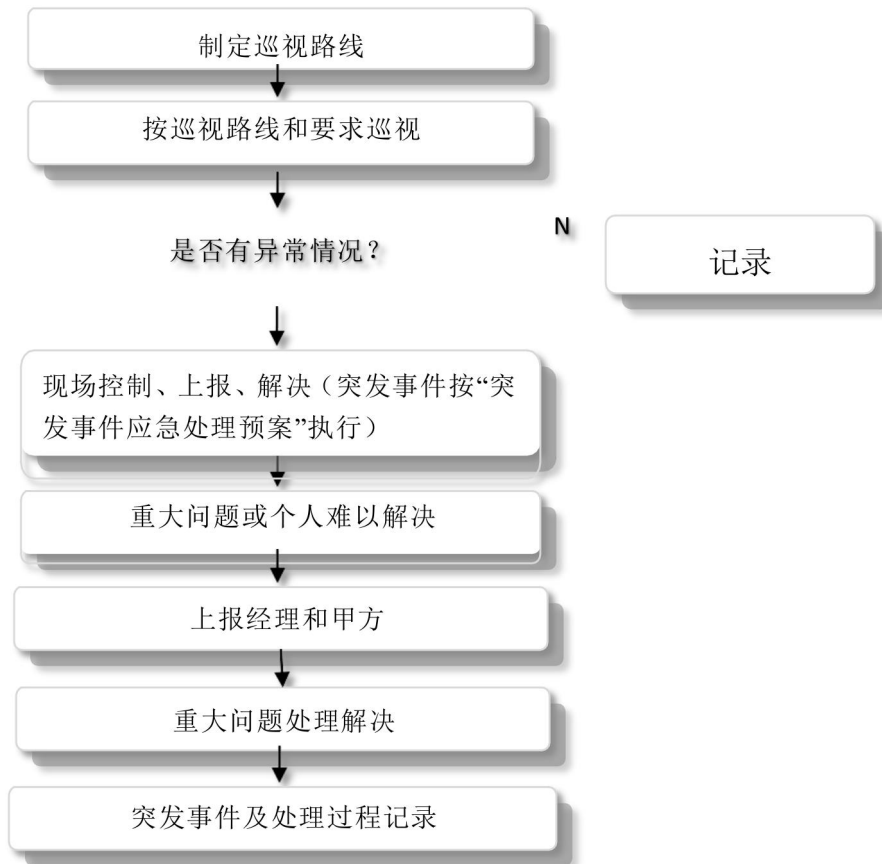 制定巡视路线
按巡视路线和要求巡视
是否有异常情况？
N
记录
现场控制、上报、解决（突发事件按“突
发事件应急处理预案”执行）
重大问题或个人难以解决
上报经理和甲方
重大问题处理解决
突发事件及处理过程记录